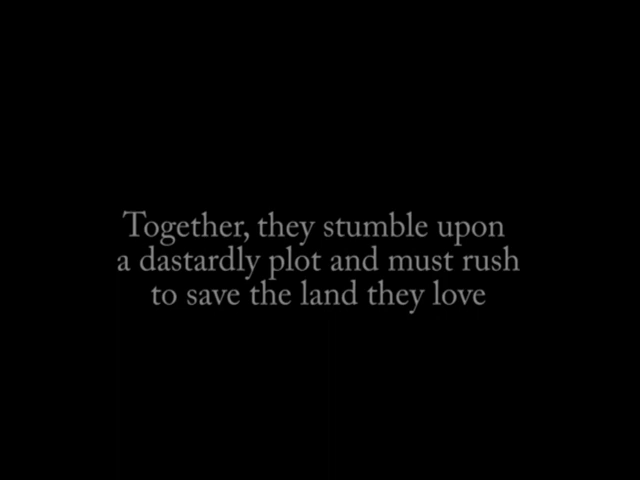 Together, they stumble upon
a dastardly plot and must rush
to save the land they love